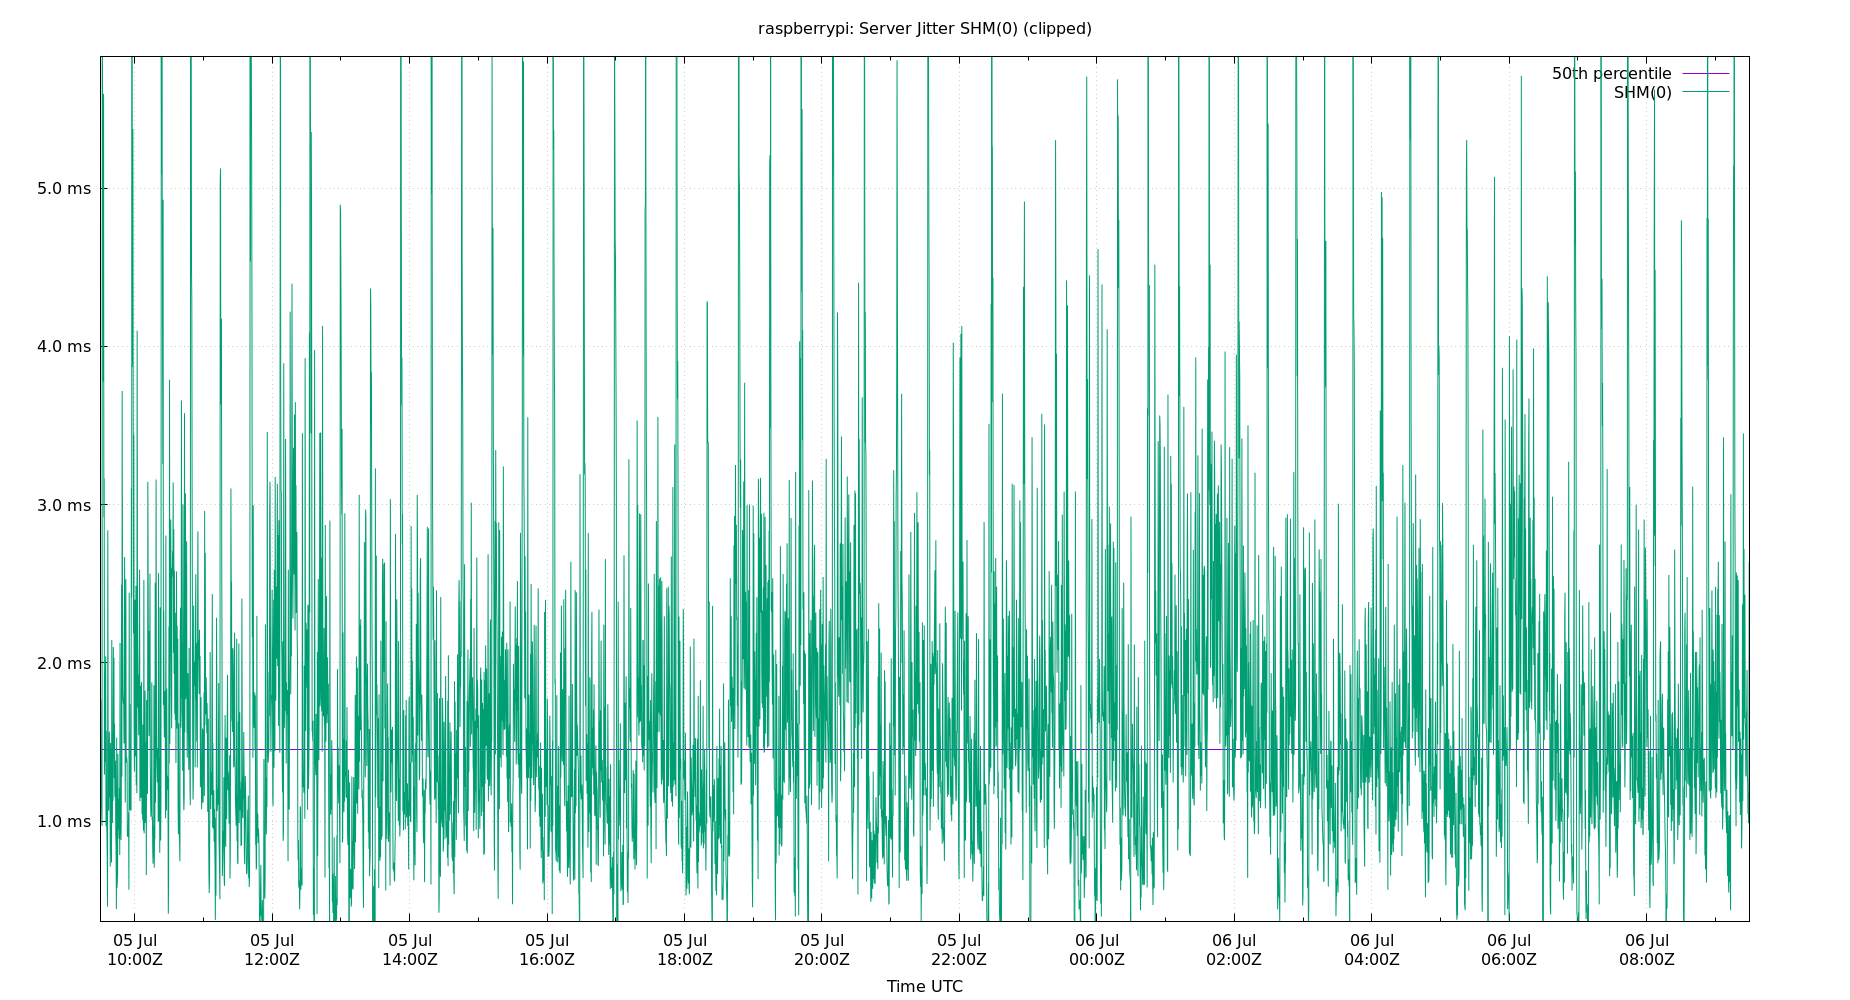 raspberrypi: Server Jitter SHM(0) (clipped)
50th percentile
SHM(0)
5.0 ms
4.0 ms
3.0 ms
2.0 ms
1.0 ms
05 Jul 05 Jul 05 Jul 05 Jul 05 Jul 05 Jul 05 Jul 06 Jul 06 Jul 06 Jul 06 Jul 06 Jul
10:00Z 12:00Z 14:00Z 16:00Z 18:00Z 20:00Z 22:00Z 00:00Z 02:00Z 04:00Z 06:00Z 08:00Z
Time UTC